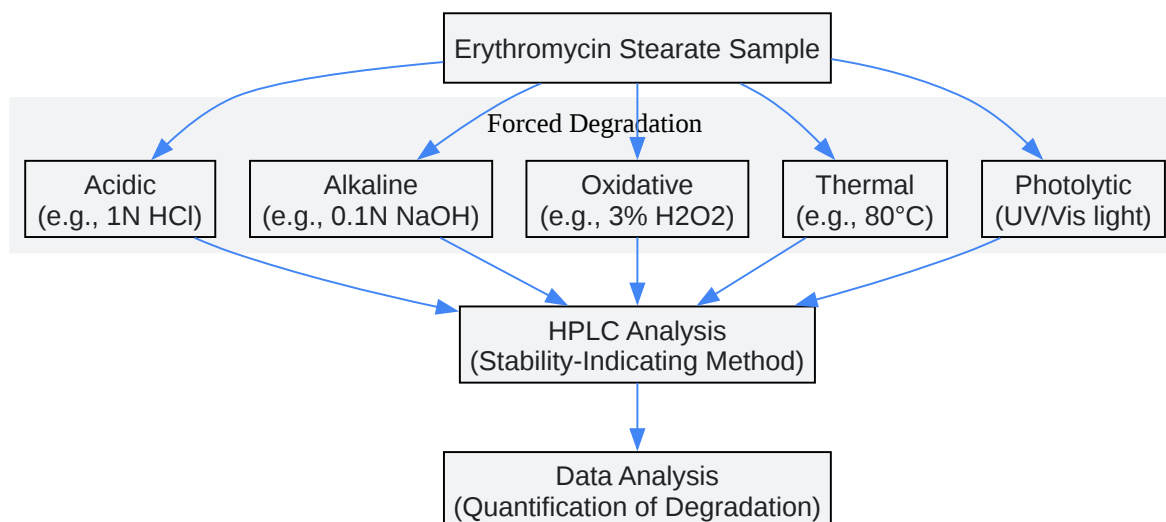 Erythromycin Stearate Sample
Forced Degradation
Acidic
(e.g., 1N HCl)
Alkaline
(e.g., 0.1N NaOH)
Oxidative
(e.g., 3% H2O2)
Thermal
(e.g., 80°C)
Photolytic
(UV/Vis light)
HPLC Analysis
(Stability-Indicating Method)
Data Analysis
(Quantification of Degradation)